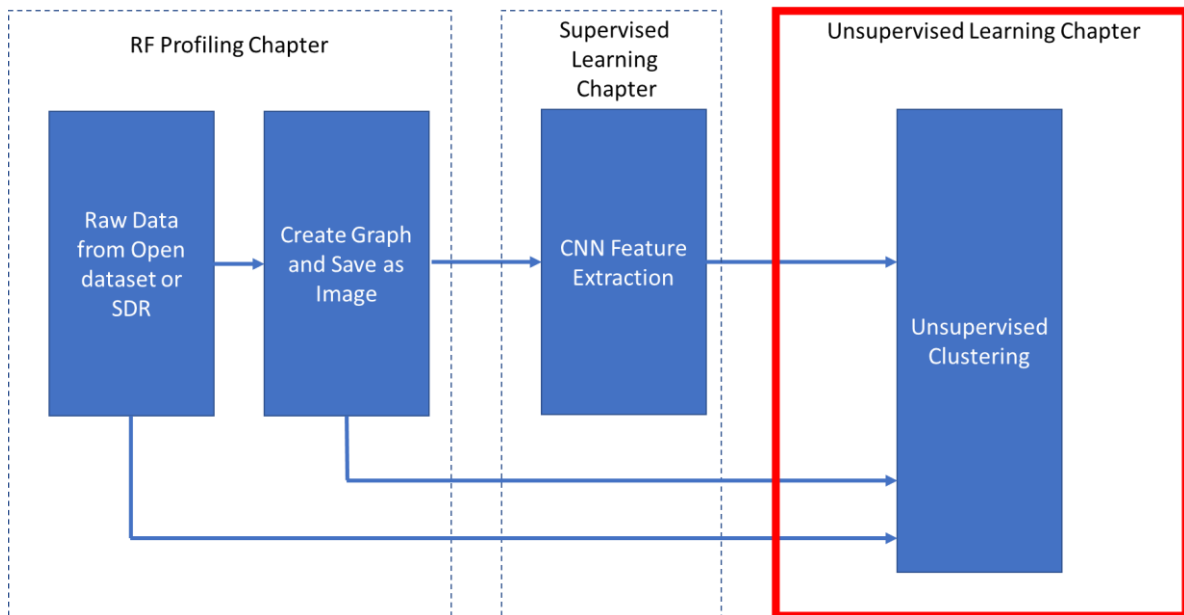 RF Profiling Chapter
Supervised
Learning
Chapter
Unsupervised Learning Chapter
Raw Data
from Open
dataset or
SDR
Create Graph
and Save as
Image
CNN Feature
Extraction
Unsupervised
Clustering